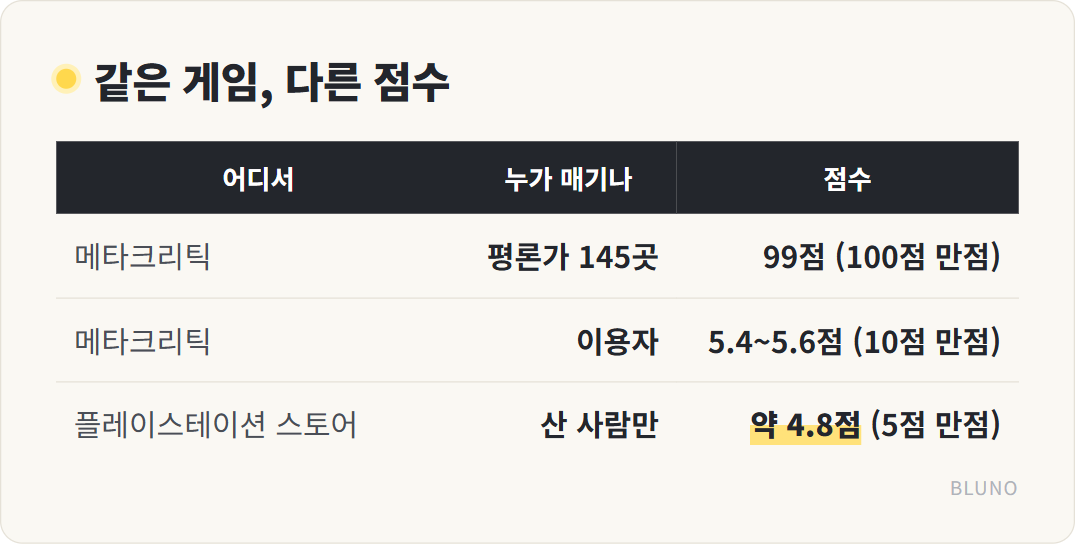 같은 게임, 다른 점수
어디서 누가 매기나 점수
메타크리틱 평론가 145곳 99점 (100점 만점)
메타크리틱 이용자 5.4~5.6점 (10점 만점)
플레이스테이션 스토어 산 사람만 약 4.8점 (5점 만점)
BLUNO